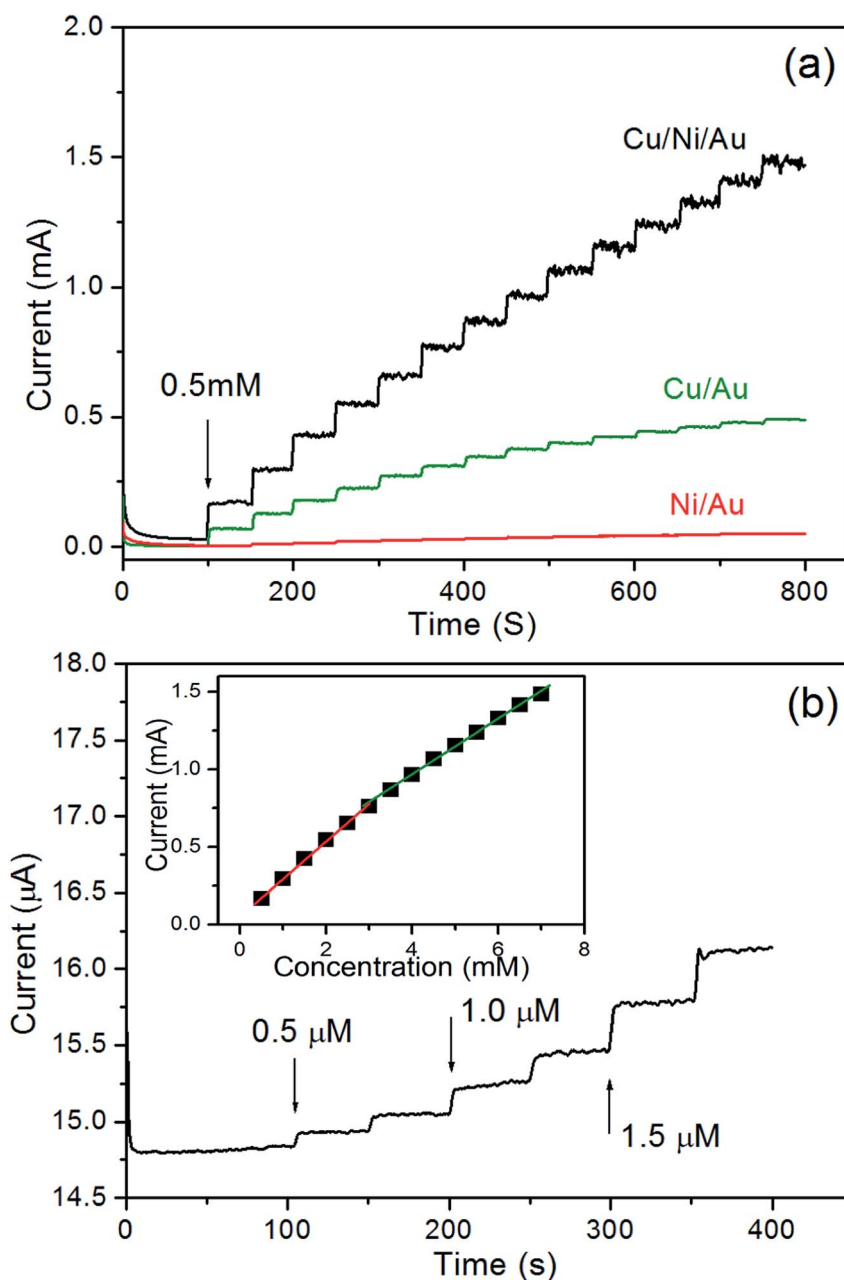 (a)
2.0
1.5
1.0
0.5
0.0
Current (mA)
Cu/Ni/Au
0.5mM
Cu/Au
Ni/Au
0 200 400 600 800
Time (S)
(b)
18.0
17.5
17.0
16.5
16.0
15.5
15.0
14.5
Current (μA)
1.5
1.0
0.5
0.0
Current (mA)
0 2 4 6 8
Concentration (mM)
0.5 μM
1.0 μM
1.5 μM
0 100 200 300 400
Time (s)